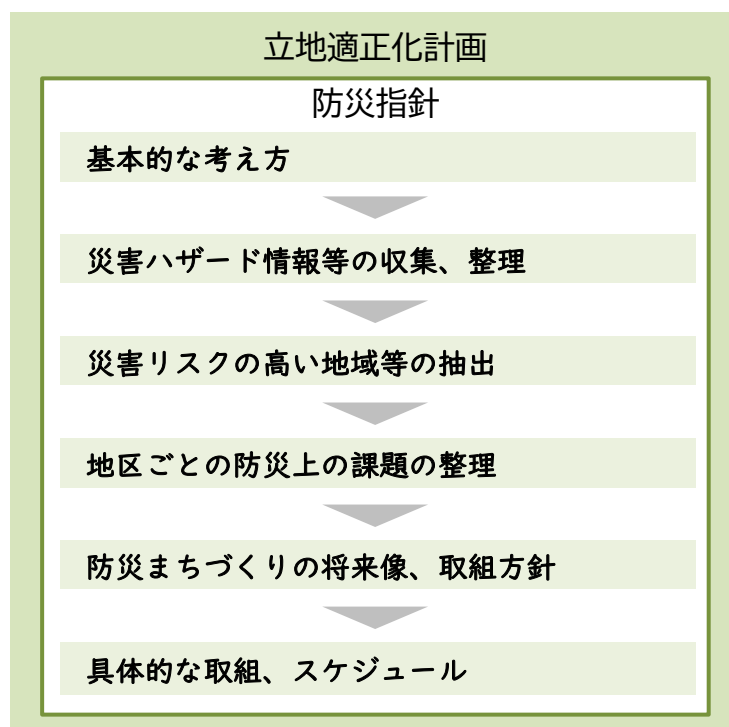 立地適正化計画
防災指針
基本的な考え方
災害ハザード情報等の収集、整理
災害リスクの高い地域等の抽出
地区ごとの防災上の課題の整理
防災まちづくりの将来像、取組方針
具体的な取組、スケジュール